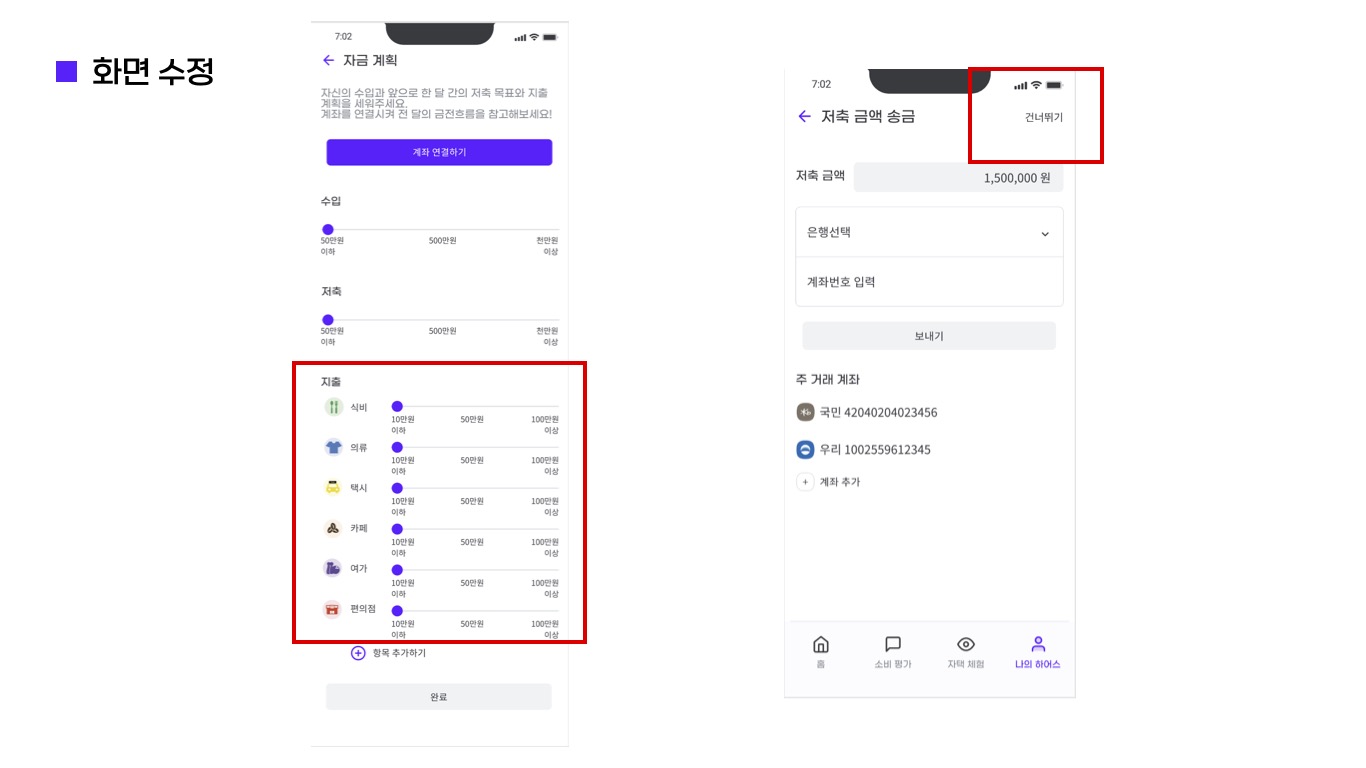 화면 수정
7:02
자금 계획
자신의 수입과 앞으로 한 달 간의 저축 목표와 지출
계획을 세워주세요.
계좌를 연결시켜 전 달의 금전흐름을 참고해보세요!
계좌 연결하기
수입
50만원 이하 500만원 천만원 이상
저축
50만원 이하 500만원 천만원 이상
지출
식비
10만원 이하 50만원 100만원 이상
의류
10만원 이하 50만원 100만원 이상
택시
10만원 이하 50만원 100만원 이상
카페
10만원 이하 50만원 100만원 이상
여가
10만원 이하 50만원 100만원 이상
편의점
10만원 이하 50만원 100만원 이상
항목 추가하기
완료
7:02
저축 금액 송금 건너뛰기
저축 금액 1,500,000 원
은행선택
계좌번호 입력
보내기
주 거래 계좌
국민 42040204023456
우리 1002559612345
계좌 추가
홈 소비 평가 자택 체험 나의 하어스